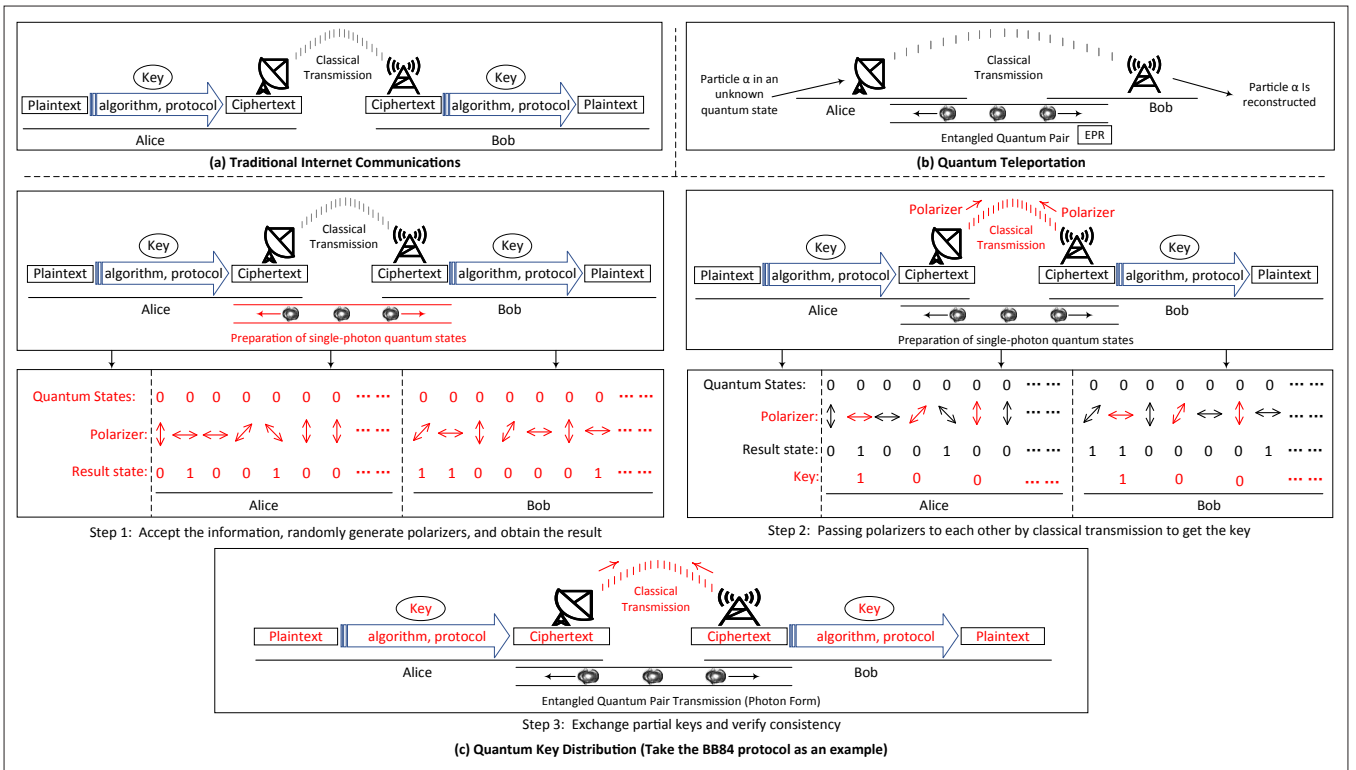 Key
Classical
Transmission
Key
Plaintext
algorithm, protocol
Ciphertext
Ciphertext
algorithm, protocol
Plaintext
Alice
Bob
(a) Traditional Internet Communications
Particle α in an
unknown
quantum state
Classical
Transmission
Particle α Is
reconstructed
Alice
Bob
Entangled Quantum Pair
EPR
(b) Quantum Teleportation
Key
Classical
Transmission
Key
Plaintext
algorithm, protocol
Ciphertext
Ciphertext
algorithm, protocol
Plaintext
Alice
Bob
Preparation of single-photon quantum states
Quantum States: 0 0 0 0 0 0 0 ... ... 0 0 0 0 0 0 0 ... ...
Polarizer: ... ... ... ...
Result state: 0 1 0 0 1 0 0 ... ... 1 1 0 0 0 0 1 ... ...
Alice
Bob
Step 1: Accept the information, randomly generate polarizers, and obtain the result
Polarizer
Polarizer
Classical
Transmission
Key
Key
Plaintext
algorithm, protocol
Ciphertext
Ciphertext
algorithm, protocol
Plaintext
Alice
Bob
Preparation of single-photon quantum states
Quantum States: 0 0 0 0 0 0 0 ... ... 0 0 0 0 0 0 0 ... ...
Polarizer: ... ... ... ...
Result state: 0 1 0 0 1 0 0 ... ... 1 1 0 0 0 0 1 ... ...
Key: 1 0 0 ... ... 1 0 0 ... ...
Alice
Bob
Step 2: Passing polarizers to each other by classical transmission to get the key
Classical
Transmission
Key
Key
Plaintext
algorithm, protocol
Ciphertext
Ciphertext
algorithm, protocol
Plaintext
Alice
Bob
Entangled Quantum Pair Transmission (Photon Form)
Step 3: Exchange partial keys and verify consistency
(c) Quantum Key Distribution (Take the BB84 protocol as an example)